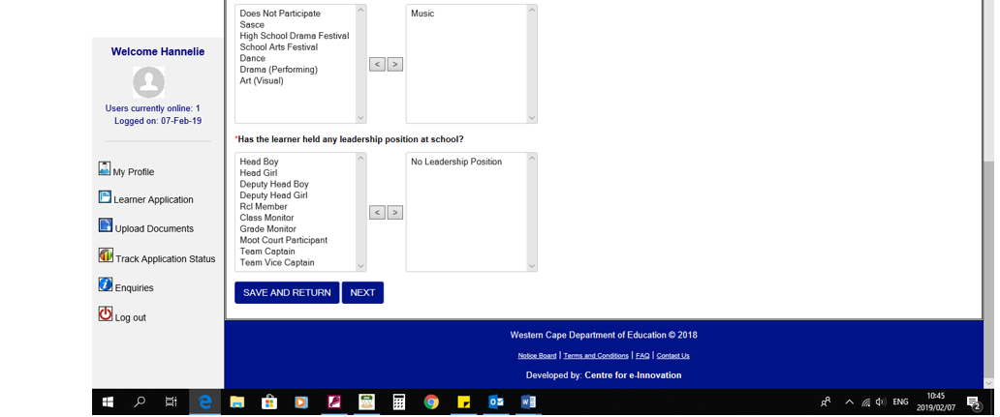 Does Not Participate
Sasce
High School Drama Festival
School Arts Festival
Dance
Drama (Performing)
Art (Visual)
< >
Music
Welcome Hannelie
Users currently online: 1
Logged on: 07-Feb-19
My Profile
Learner Application
Upload Documents
Track Application Status
Enquiries
Log out
*Has the learner held any leadership position at school?
Head Boy
Head Girl
Deputy Head Boy
Deputy Head Girl
Rcl Member
Class Monitor
Grade Monitor
Moot Court Participant
Team Captain
Team Vice Captain
< >
No Leadership Position
SAVE AND RETURN NEXT
Western Cape Department of Education © 2018
Notice Board | Terms and Conditions | FAQ | Contact Us
Developed by: Centre for e-Innovation
ENG
10:45
2019/02/07
2